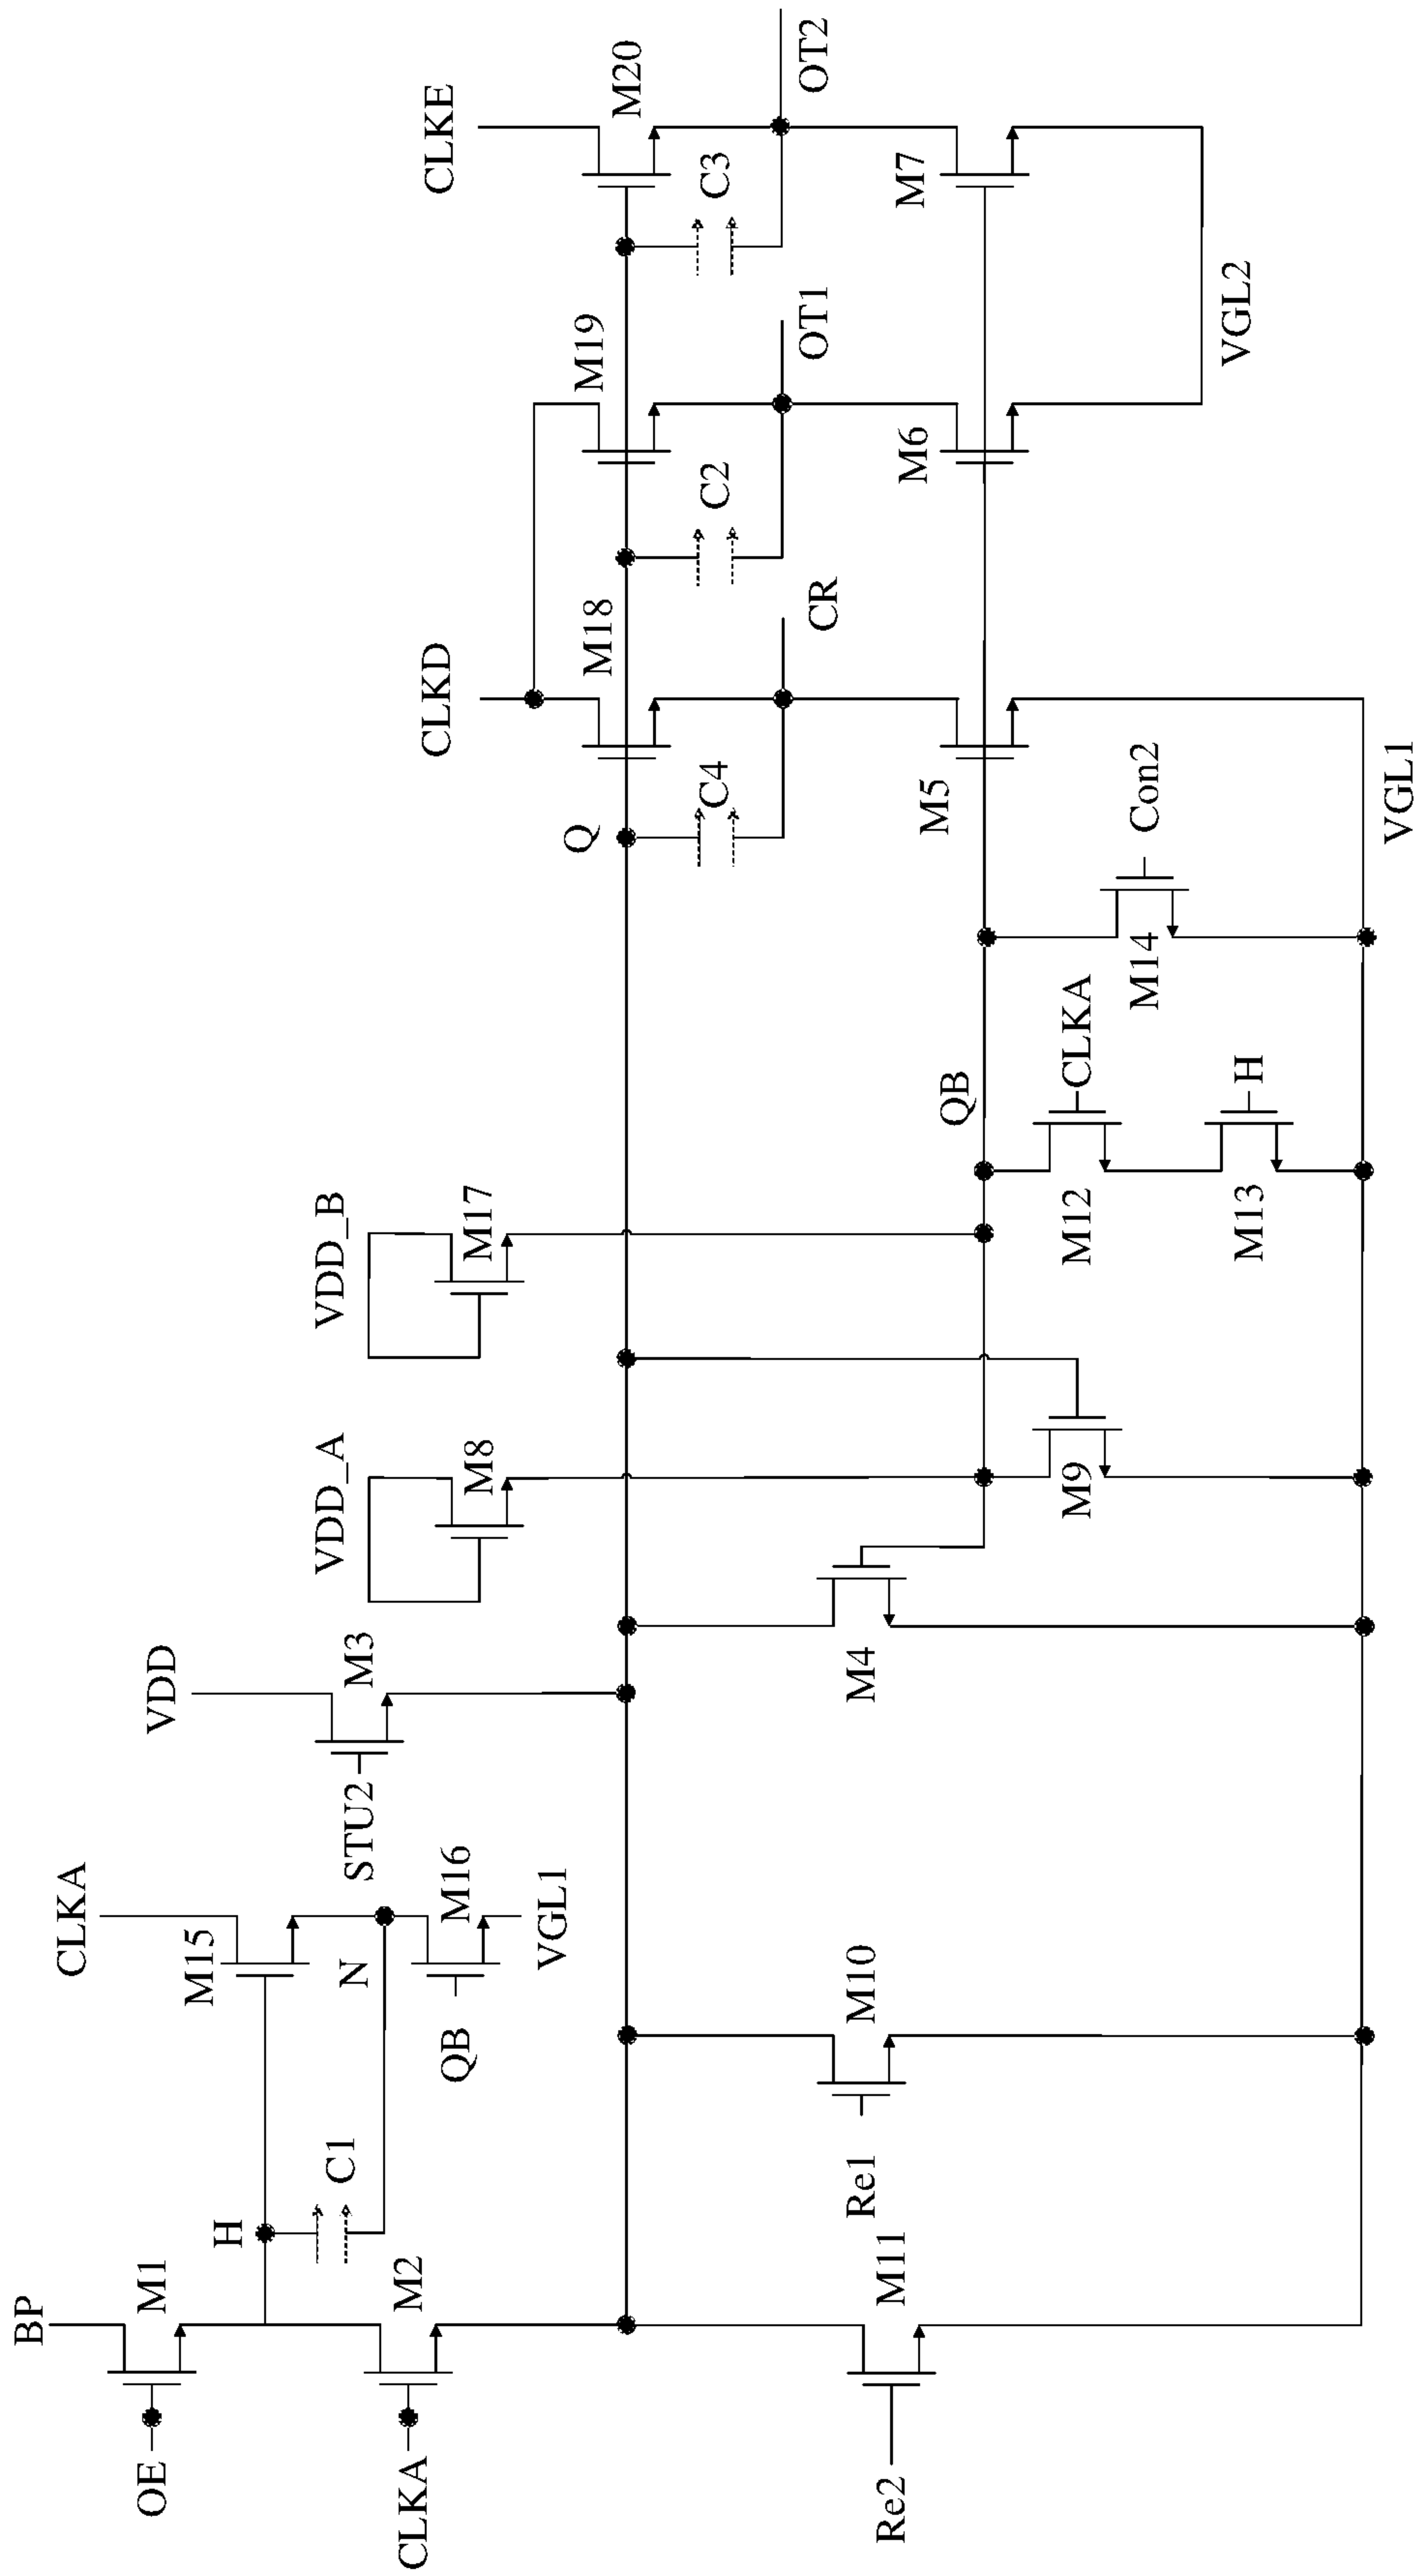 BP
OE
M1
H
CLKA
M2
C1
CLKA
M15
N
QB
M16
VGL1
VDD
STU2
M3
VDD_A
M8
VDD_B
M17
Re2
M11
Re1
M10
M4
M9
QB
M12
CLKA
M13
H
M14
Con2
VGL1
Q
CLKD
M18
C4
CR
M5
M19
C2
OT1
M6
CLKE
M20
C3
OT2
M7
VGL2